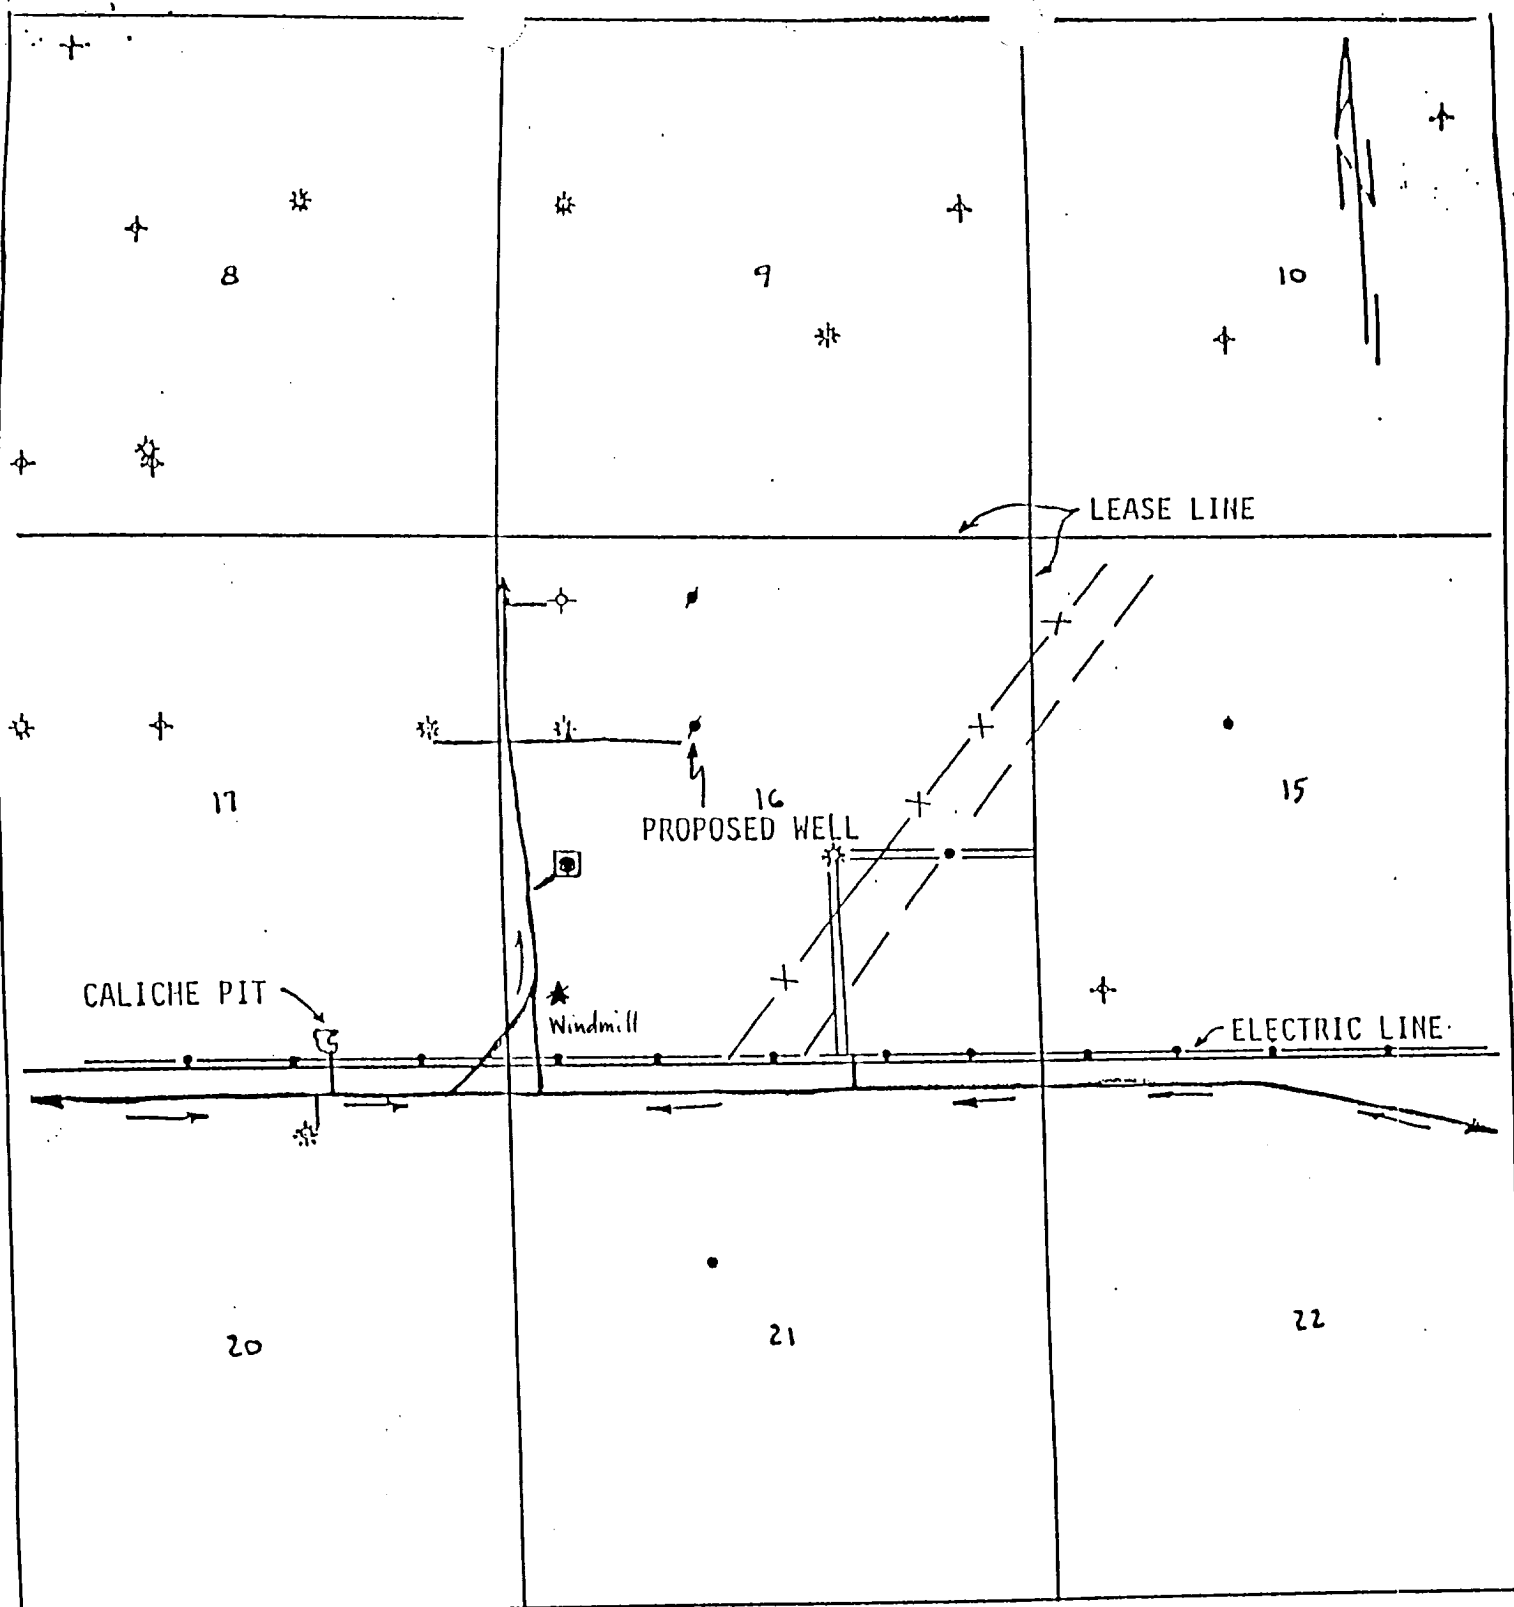 8
9
10
LEASE LINE
17
16
15
PROPOSED WELL
CALICHE PIT
Windmill
ELECTRIC LINE
20
21
22